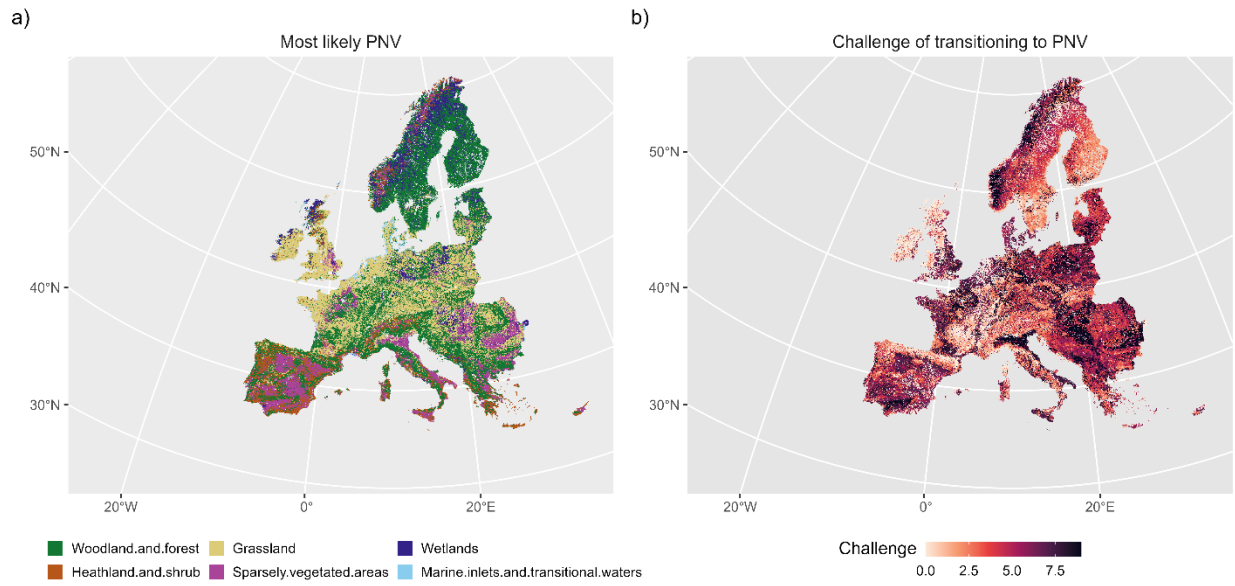 a)
Most likely PNV
50°N
40°N
30°N
20°W
0°
20°E
Woodland.and.forest
Grassland
Wetlands
Heathland.and.shrub
Sparsely.vegetated.areas
Marine.inlets.and.transitional.waters
b)
Challenge of transitioning to PNV
50°N
40°N
30°N
20°W
0°
20°E
Challenge
0.0 2.5 5.0 7.5